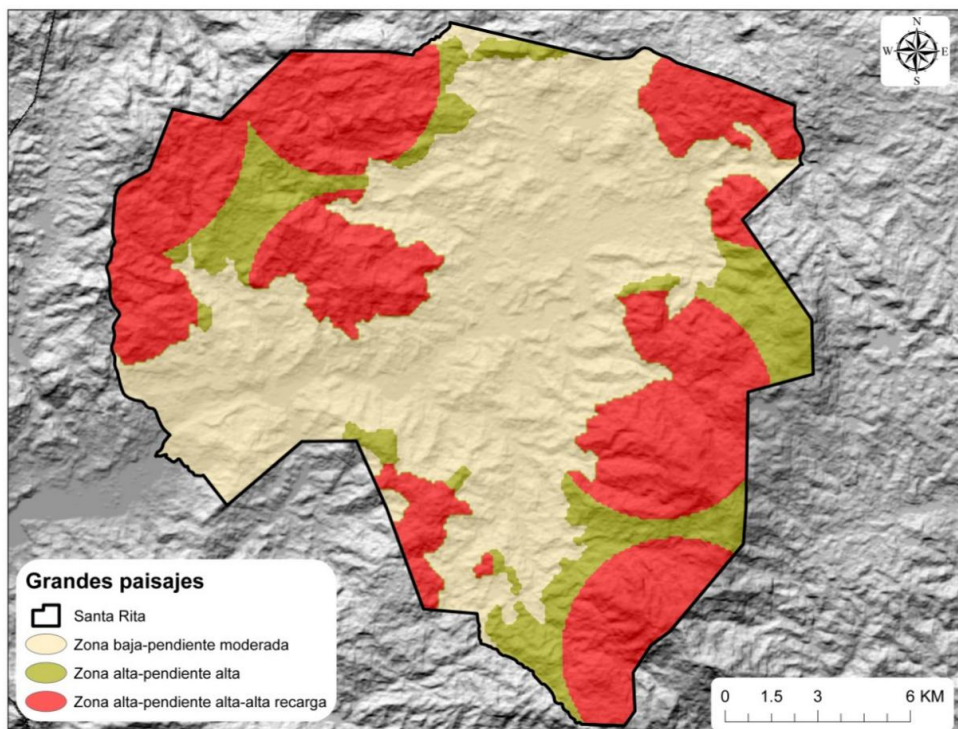 N
W E
S
Grandes paisajes
Santa Rita
Zona baja-pendiente moderada
Zona alta-pendiente alta
Zona alta-pendiente alta-alta recarga
0 1.5 3 6 KM